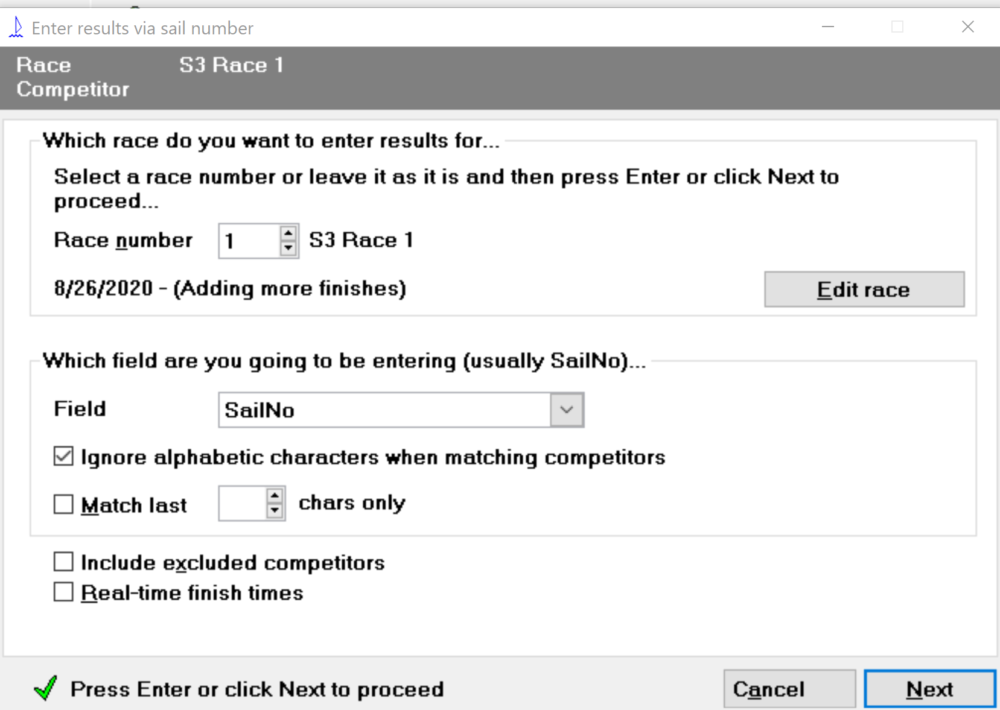 Enter results via sail number
Race S3 Race 1
Competitor
Which race do you want to enter results for...
Select a race number or leave it as it is and then press Enter or click Next to
proceed...
Race number 1 S3 Race 1
8/26/2020 - (Adding more finishes)
Edit race
Which field are you going to be entering (usually SailNo)...
Field SailNo
Ignore alphabetic characters when matching competitors
Match last chars only
Include excluded competitors
Real-time finish times
Press Enter or click Next to proceed
Cancel
Next